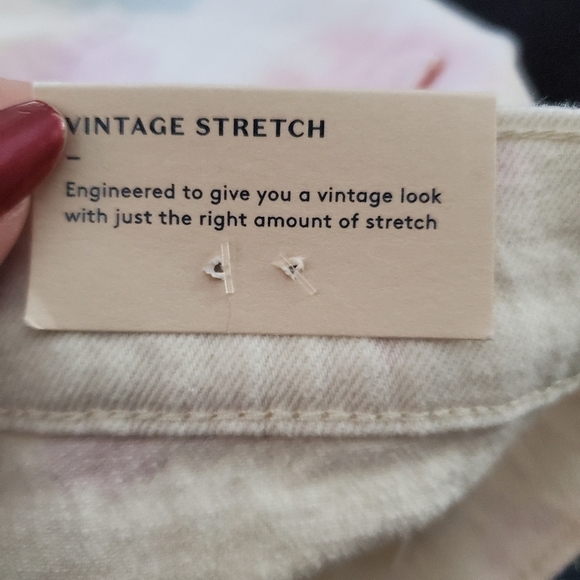 VINTAGE STRETCH
–
Engineered to give you a vintage look
with just the right amount of stretch